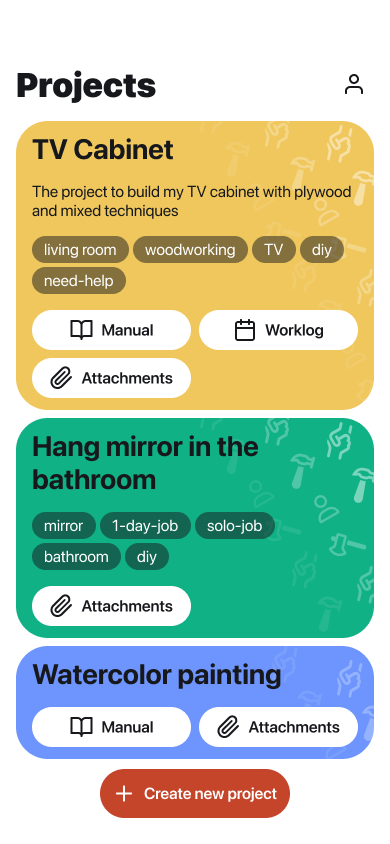 Projects
TV Cabinet
The project to build my TV cabinet with plywood
and mixed techniques
living room woodworking TV diy
need-help
Manual Worklog
Attachments
Hang mirror in the
bathroom
mirror 1-day-job solo-job
bathroom diy
Attachments
Watercolor painting
Manual Attachments
Create new project